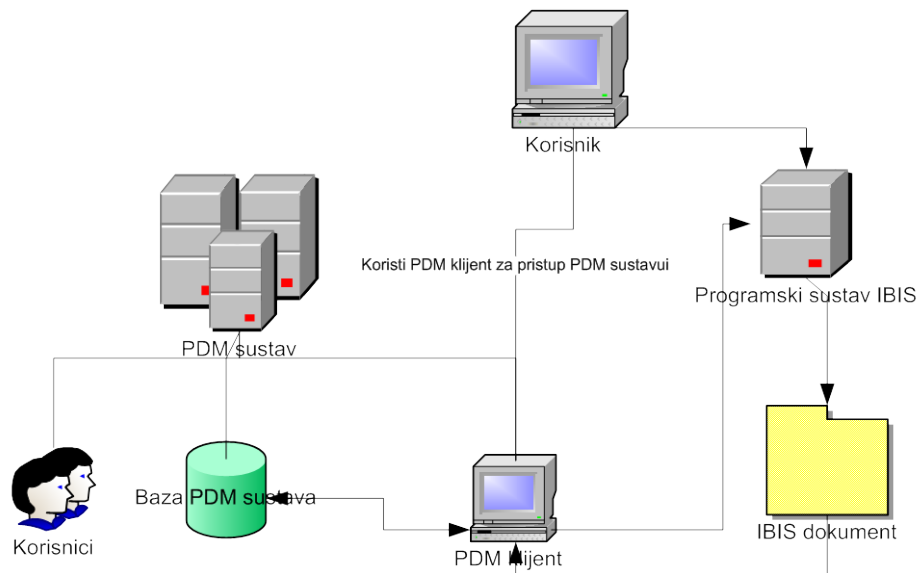 Korisnik
Koristi PDM klijent za pristup PDM sustavui
Programski sustav IBIS
PDM sustav
Baza PDM sustava
Korisnici
PDM klijent
IBIS dokument